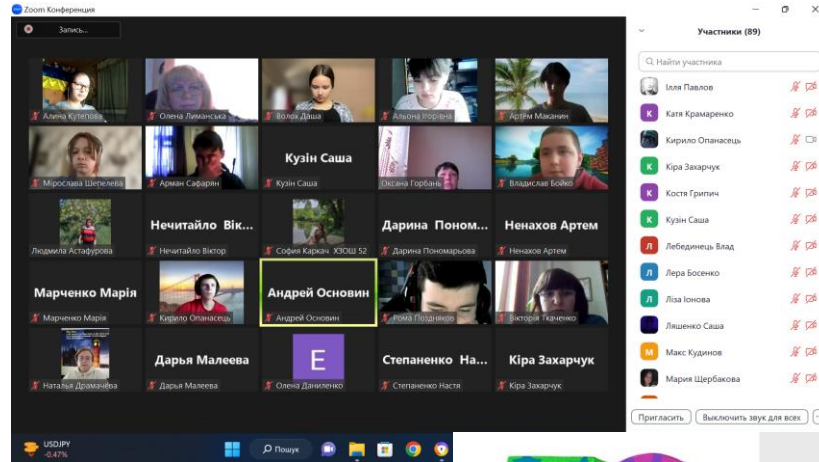 Zoom Конференция
Запись...
Участники (89)
Найти участника
Алина Кутепова
Олена Лиманська
Волох Даша
Альона Ігорівна
Артём Маканин
Мірослава Шепелева
Арман Сафарян
Кузін Саша
Кузін Саша
Оксана Горбань
Владислав Бойко
Людмила Астафурова
Нечитайло Вік...
Нечитайло Віктор
София Каркач ХЗОШ 52
Дарина Поном...
Дарина Пономарьова
Ненахов Артем
Ненахов Артем
Марченко Марія
Марченко Марія
Кирило Опанасець
Андрей Основин
Андрей Основин
Рома Поздняков
Вікторія Ткаченко
Наталья Драмачёва
Дарья Малеева
Дарья Малеева
E
Олена Даниленко
Степаненко На...
Степаненко Настя
Кіра Захарчук
Кіра Захарчук
Ілля Павлов
К Катя Крамаренко
Кирило Опанасець
К Кіра Захарчук
К Костя Грипич
К Кузін Саша
Л Лебединець Влад
Л Лера Босенко
Л Ліза Іонова
Ляшенко Саша
М Макс Кудинов
Мария Щербакова
Пригласить
Выключить звук для всех
USDJPY
-0.47%
Пошук